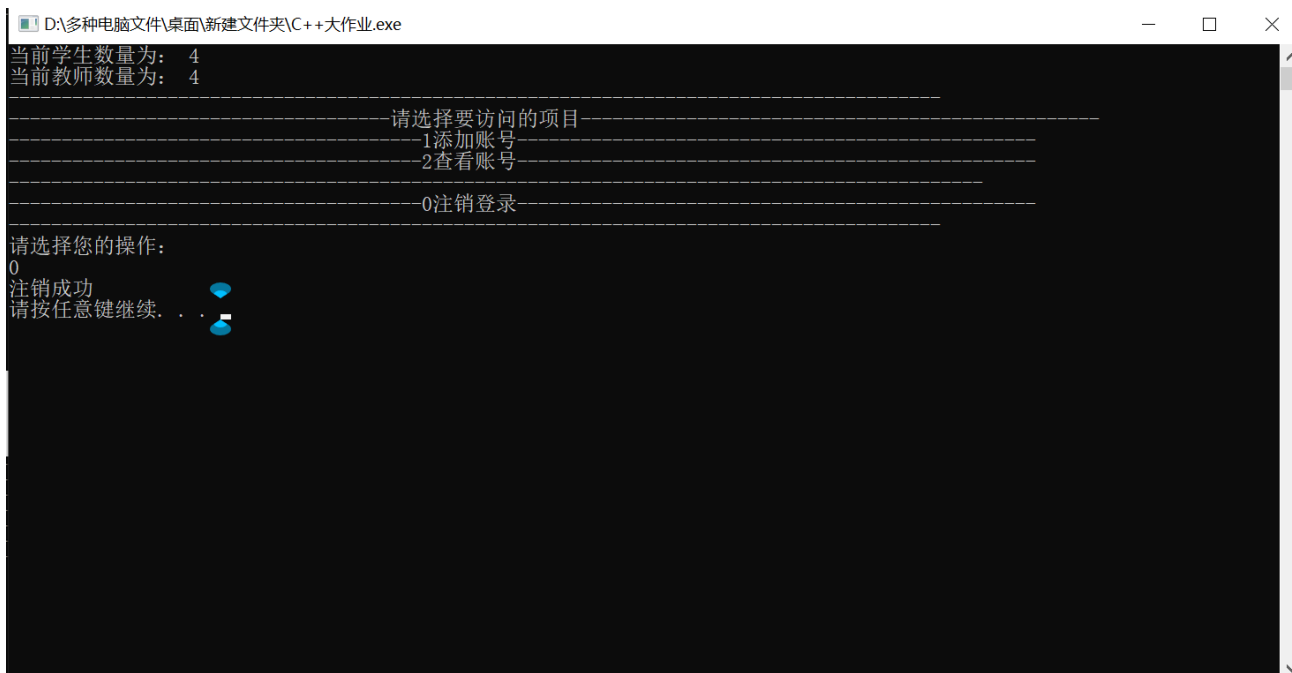 D:\多种电脑文件\桌面\新建文件夹\C++大作业.exe
当前学生数量为： 4
当前教师数量为： 4
----------------------------------------------------------------------------------------
------------------------------------请选择要访问的项目-------------------------------------------------
---------------------------------------1添加账号-------------------------------------------------
---------------------------------------2查看账号-------------------------------------------------
--------------------------------------------------------------------------------------------
---------------------------------------0注销登录-------------------------------------------------
----------------------------------------------------------------------------------------
请选择您的操作：
0
注销成功
请按任意键继续. . .